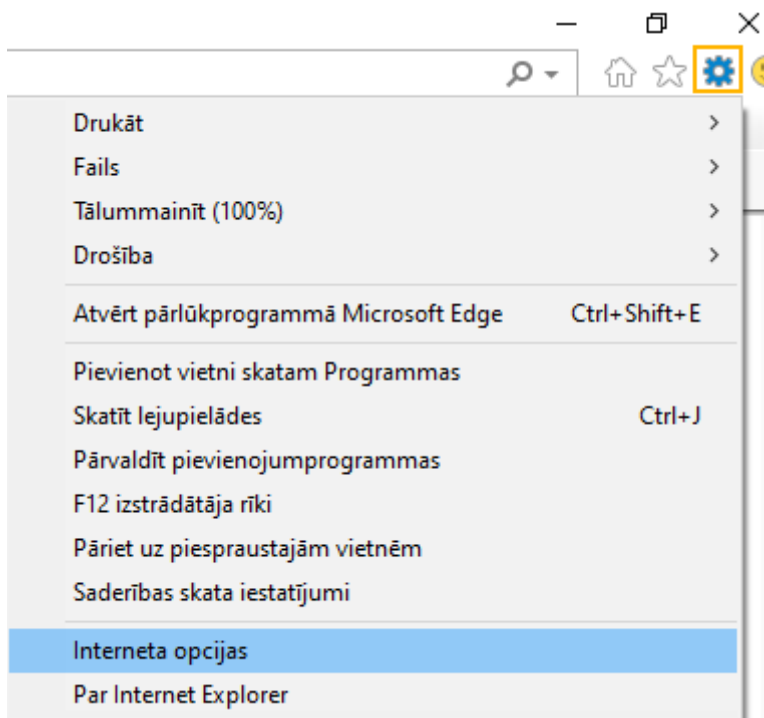 Drukāt
Fails
Tālummainīt (100%)
Drošība
Atvērt pārlūkprogrammā Microsoft Edge Ctrl+Shift+E
Pievienot vietni skatam Programmas
Skatīt lejupielādes Ctrl+J
Pārvaldīt pievienojumprogrammas
F12 izstrādātāja rīki
Pāriet uz piespraustajām vietnēm
Saderības skata iestatījumi
Interneta opcijas
Par Internet Explorer